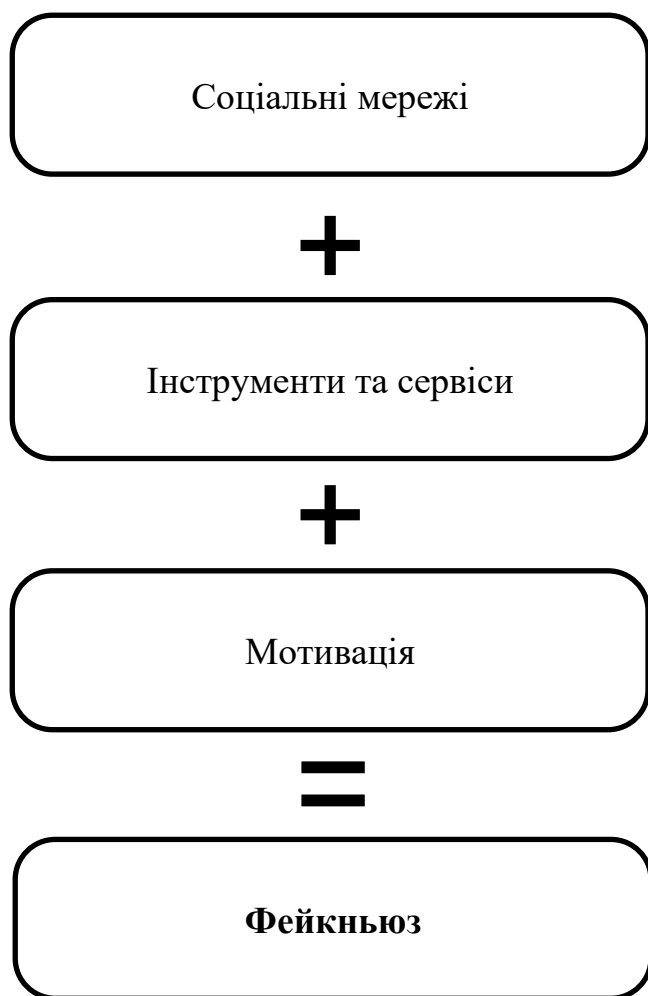 Соціальні мережі
+
Інструменти та сервіси
+
Мотивація
=
Фейкньюз